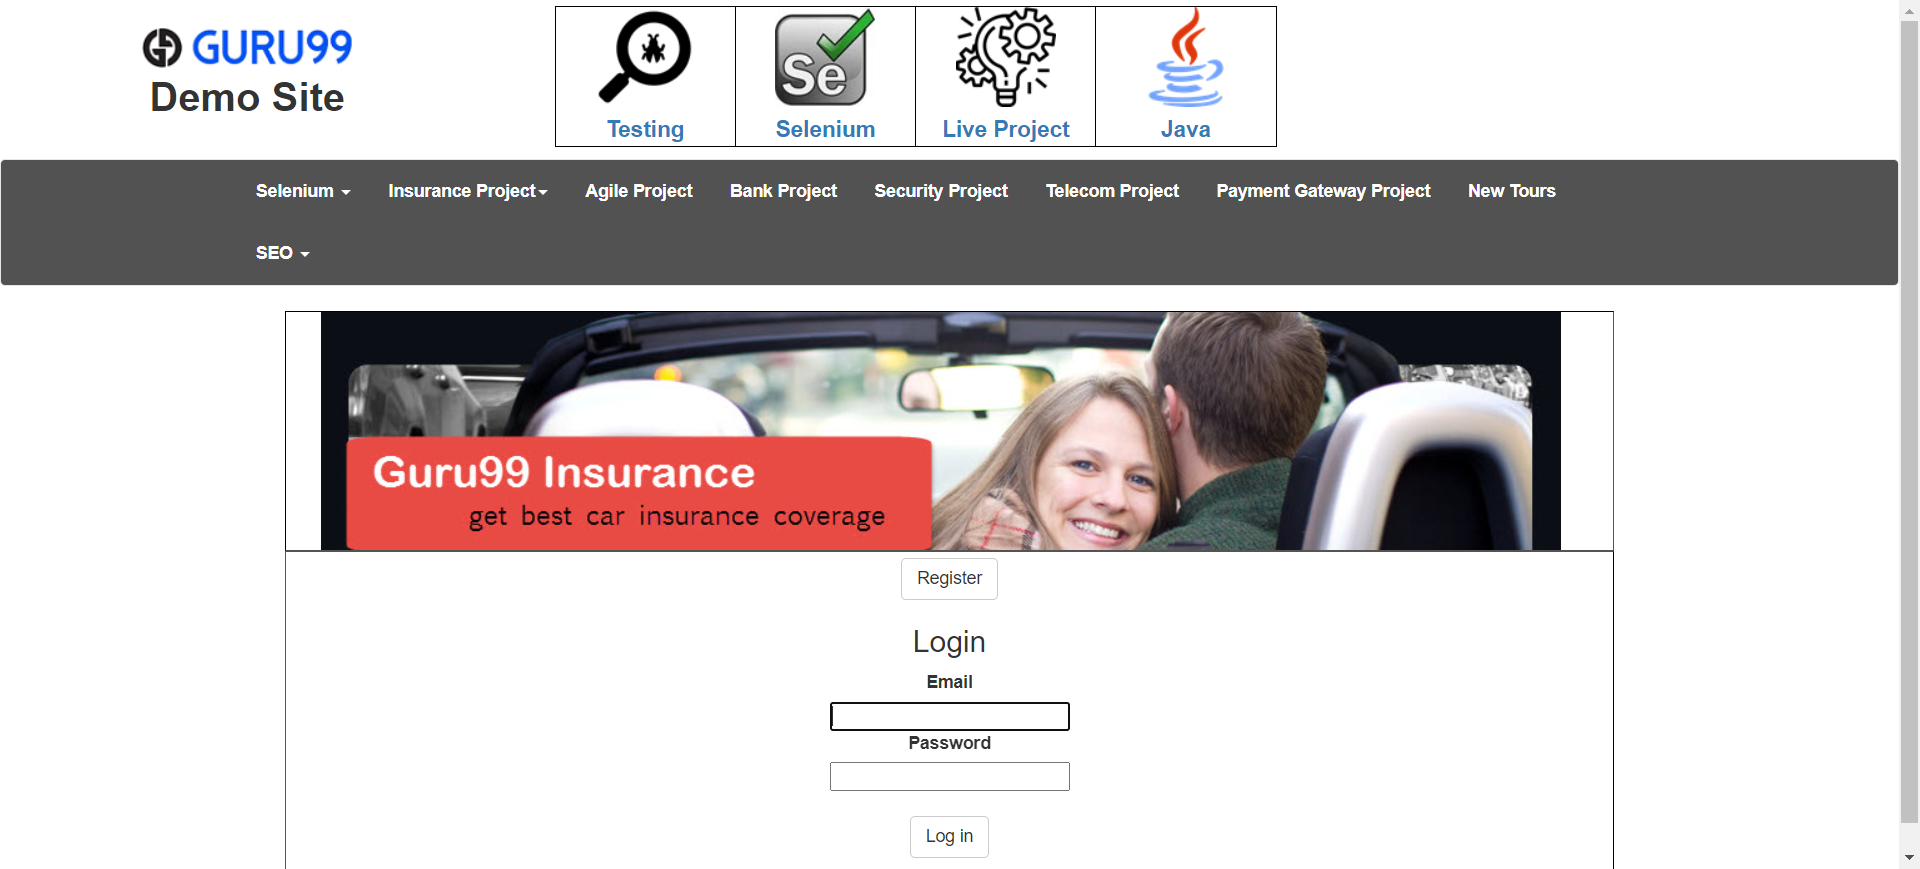 GURU99
Demo Site
Testing
Se
Selenium
Live Project
Java
Selenium
Insurance Project
Agile Project
Bank Project
Security Project
Telecom Project
Payment Gateway Project
New Tours
SEO
Guru99 Insurance
get best car insurance coverage
Register
Login
Email
Password
Log in